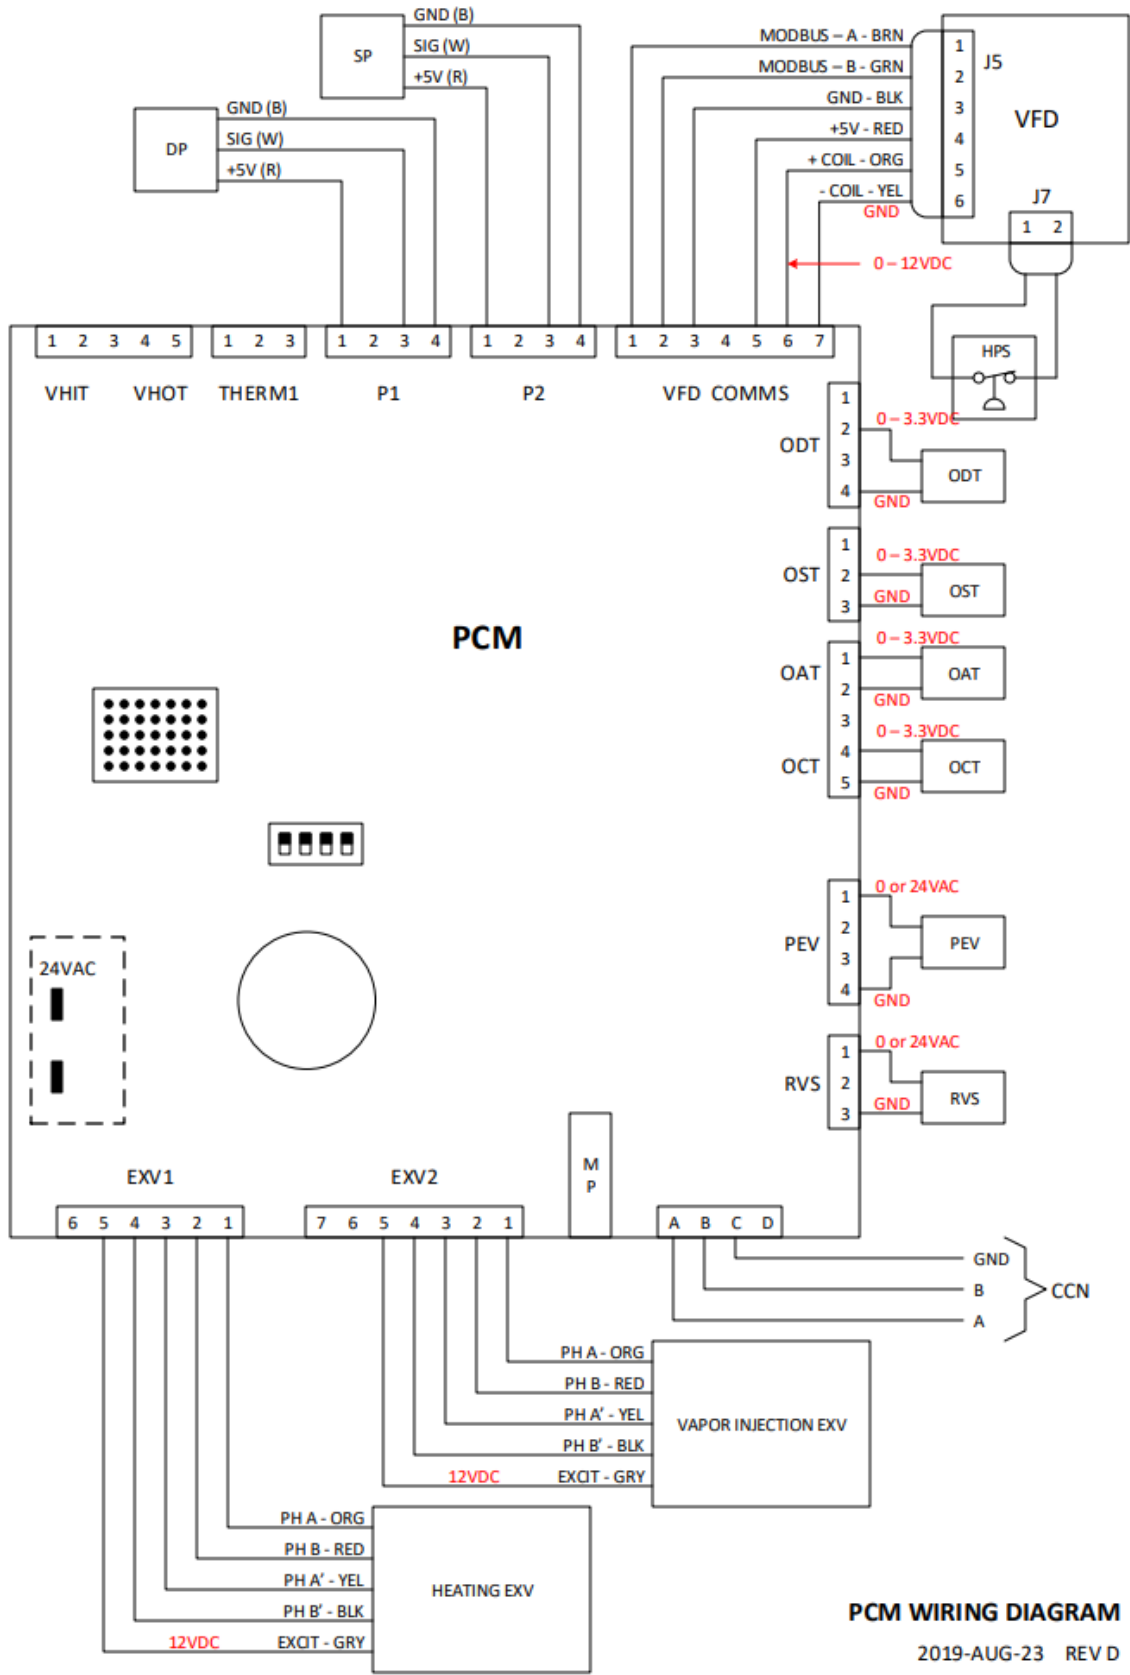 GND (B)
SP
SIG (W)
+5V (R)
GND (B)
DP
SIG (W)
+5V (R)
MODBUS – A - BRN
MODBUS – B - GRN
GND - BLK
+5V - RED
+ COIL - ORG
- COIL - YEL
GND
0 – 12VDC
1
2
3
4
5
6
J5
VFD
J7
1 2
HPS
1 2 3 4 5
1 2 3
1 2 3 4
1 2 3 4
1 2 3 4 5 6 7
VHIT VHOT THERM1 P1 P2 VFD COMMS
ODT
1
2
3
4
0 – 3.3VDC
GND
ODT
OST
1
2
3
0 – 3.3VDC
GND
OST
PCM
OAT
OCT
1
2
3
4
5
0 – 3.3VDC
GND
OAT
0 – 3.3VDC
GND
OCT
PEV
1
2
3
4
0 or 24VAC
GND
PEV
24VAC
RVS
1
2
3
0 or 24VAC
GND
RVS
EXV1
EXV2
M
P
6 5 4 3 2 1
7 6 5 4 3 2 1
A B C D
GND
B
A
CCN
PH A - ORG
PH B - RED
PH A' - YEL
PH B' - BLK
12VDC EXCIT - GRY
VAPOR INJECTION EXV
PH A - ORG
PH B - RED
PH A' - YEL
PH B' - BLK
12VDC EXCIT - GRY
HEATING EXV
PCM WIRING DIAGRAM
2019-AUG-23 REV D